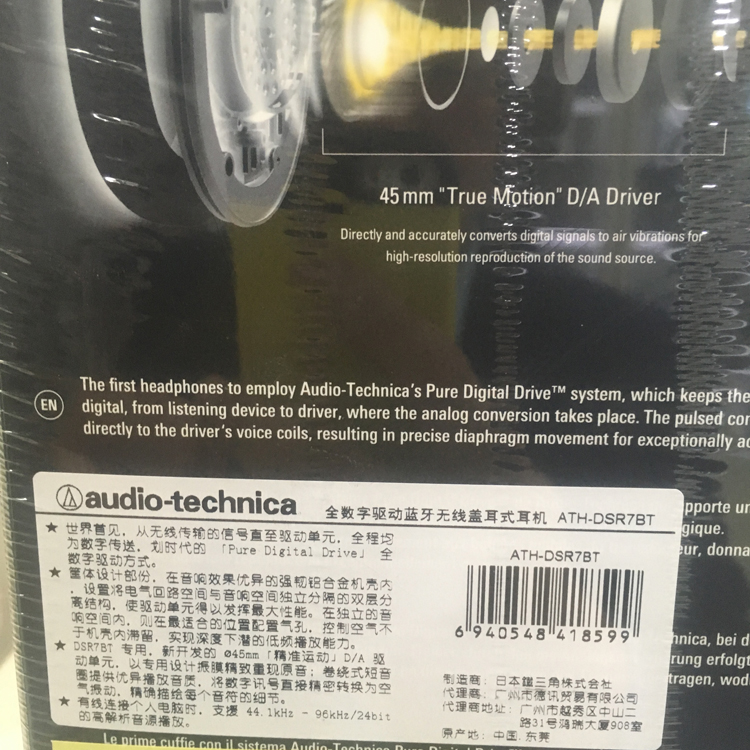 45mm "True Motion" D/A Driver
Directly and accurately converts digital signals to air vibrations for
high-resolution reproduction of the sound source.
EN
The first headphones to employ Audio-Technica's Pure Digital Drive™ system, which keeps the
digital, from listening device to driver, where the analog conversion takes place. The pulsed
directly to the driver's voice coils, resulting in precise diaphragm movement for exceptionally
audio-technica 全数字驱动蓝牙无线盖耳式耳机 ATH-DSR7BT
★ 世界首见，从无线传输的信号直至驱动单元，全程均
为数字传送，划时代的 「Pure Digital Drive」 全
数字驱动方式。
★ 筐体设计部份，在音响效果优异的强韧铝合金机壳内
，设置将电气回路空间与音响空间独立分隔的双层分
离结构，使驱动单元得以发挥最大性能。在独立的音
响空间内，则在最适合的位置配置气孔，控制空气不
于机壳内滞留，实现深度下潜的低频播放能力。
★ DSR7BT 专用，新开发的 ø45mm「精准运动」D/A 驱
动单元，以专用设计振膜精致重现原音；卷绕式短音
圈提供优异播放音质，将数字讯号直接精密转换为空
气振动，精确描绘每个音符的细节。
★ 有线连接个人电脑时，支援 44.1kHz - 96kHz/24bit
的高解析音源播放。
ATH-DSR7BT
6 940548 418599
制造商：日本鐵三角株式会社
代理商：广州市德讯贸易有限公司
代理商地址：广州市越秀区中山二
路31号鸿瑞大厦908室
原产地：中国．东莞
pporte
gique.
eur, donna
hnica, bei
rung erfolgt
tragen, wod
Le prime cuffie con il sistema Audio-Technica Pure Digital